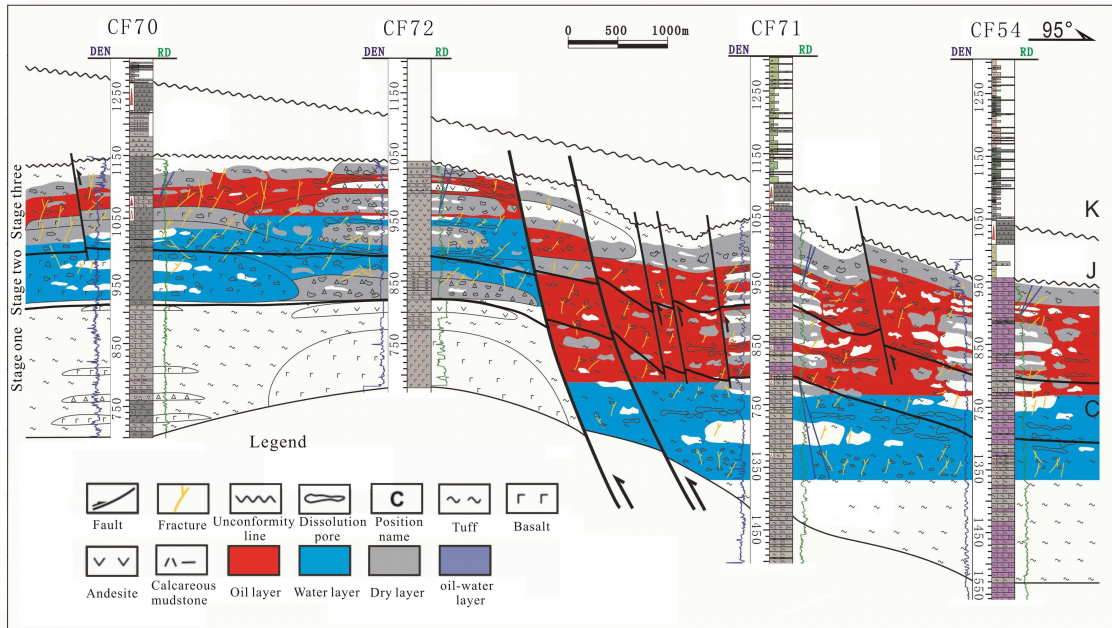 CF70
CF72
CF71
CF54
95°
DEN
RD
DEN
RD
0 500 1000m
DEN
RD
DEN
RD
1250
1150
1050
950
850
750
1150
1050
950
850
750
1250
1150
1050
950
850
750
1350
1450
1250
1150
1050
950
850
750
1350
1450
1550
Stage three
Stage two
Stage one
K
J
C
Legend
Fault
Fracture
Unconformity line
Dissolution pore
C
Position name
Tuff
Basalt
Andesite
Calcareous mudstone
Oil layer
Water layer
Dry layer
oil-water layer